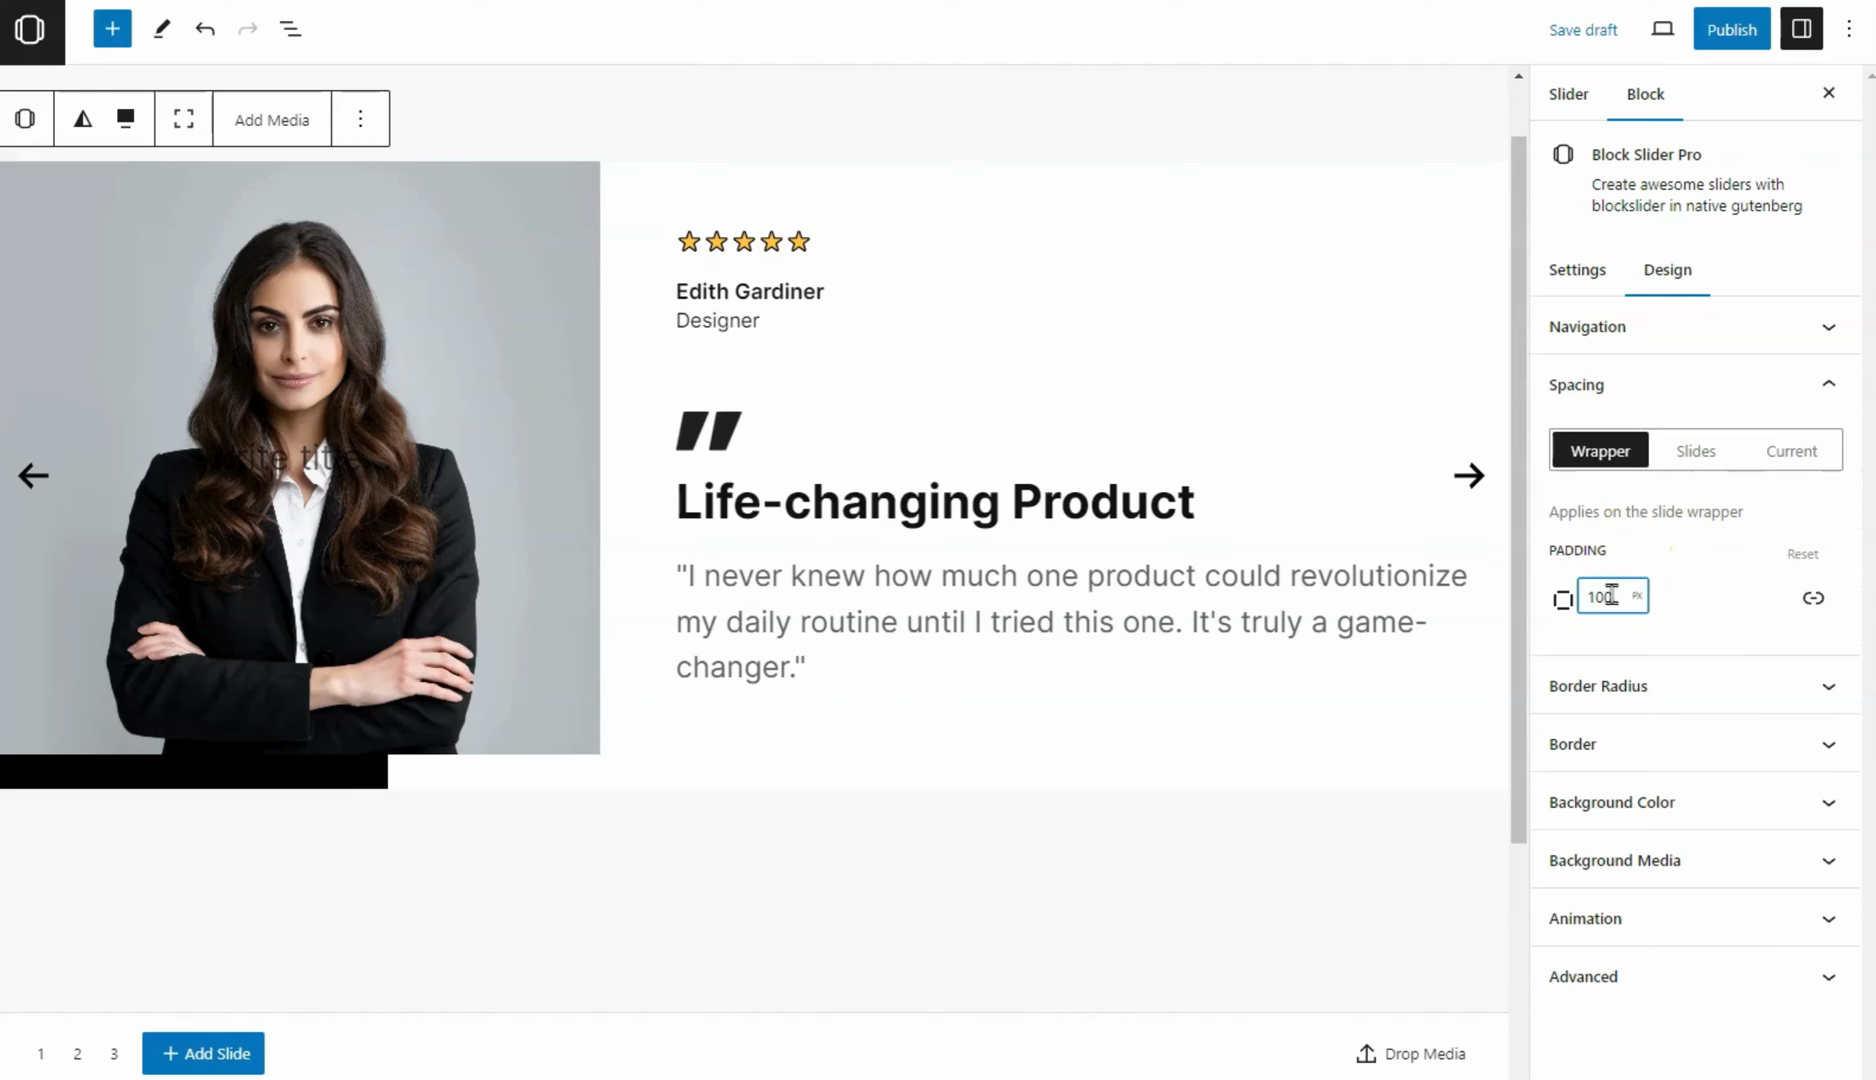 Save draft
Publish
Add Media
Slider
Block
Block Slider Pro
Create awesome sliders with
blockslider in native gutenberg
Settings
Design
Navigation
Spacing
Wrapper
Slides
Current
Applies on the slide wrapper
PADDING
Reset
100
PX
Border Radius
Border
Background Color
Background Media
Animation
Advanced
Edith Gardiner
Designer
"
Life-changing Product
"I never knew how much one product could revolutionize
my daily routine until I tried this one. It's truly a game-
changer."
title
1
2
3
+ Add Slide
Drop Media